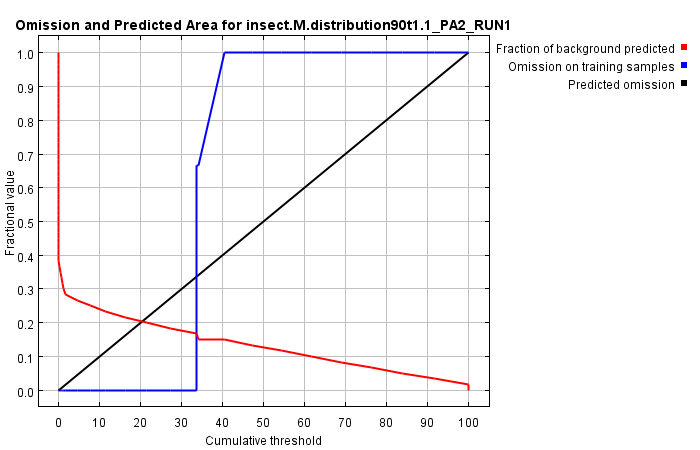 Omission and Predicted Area for insect.M.distribution90t1.1_PA2_RUN1
Fraction of background predicted
Omission on training samples
Predicted omission
1.0
0.9
0.8
0.7
0.6
0.5
0.4
0.3
0.2
0.1
0.0
Fractional value
0 10 20 30 40 50 60 70 80 90 100
Cumulative threshold